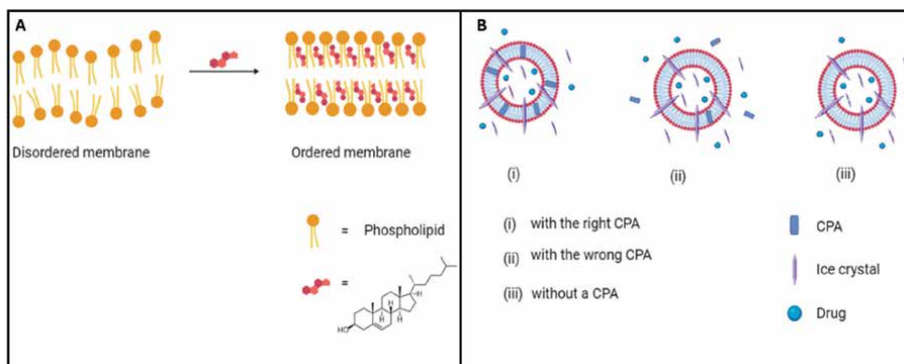 A
Disordered membrane
Ordered membrane
= Phospholipid
=
HO
H
H
H
H
B
(i)
(ii)
(iii)
(i) with the right CPA
(ii) with the wrong CPA
(iii) without a CPA
CPA
Ice crystal
Drug